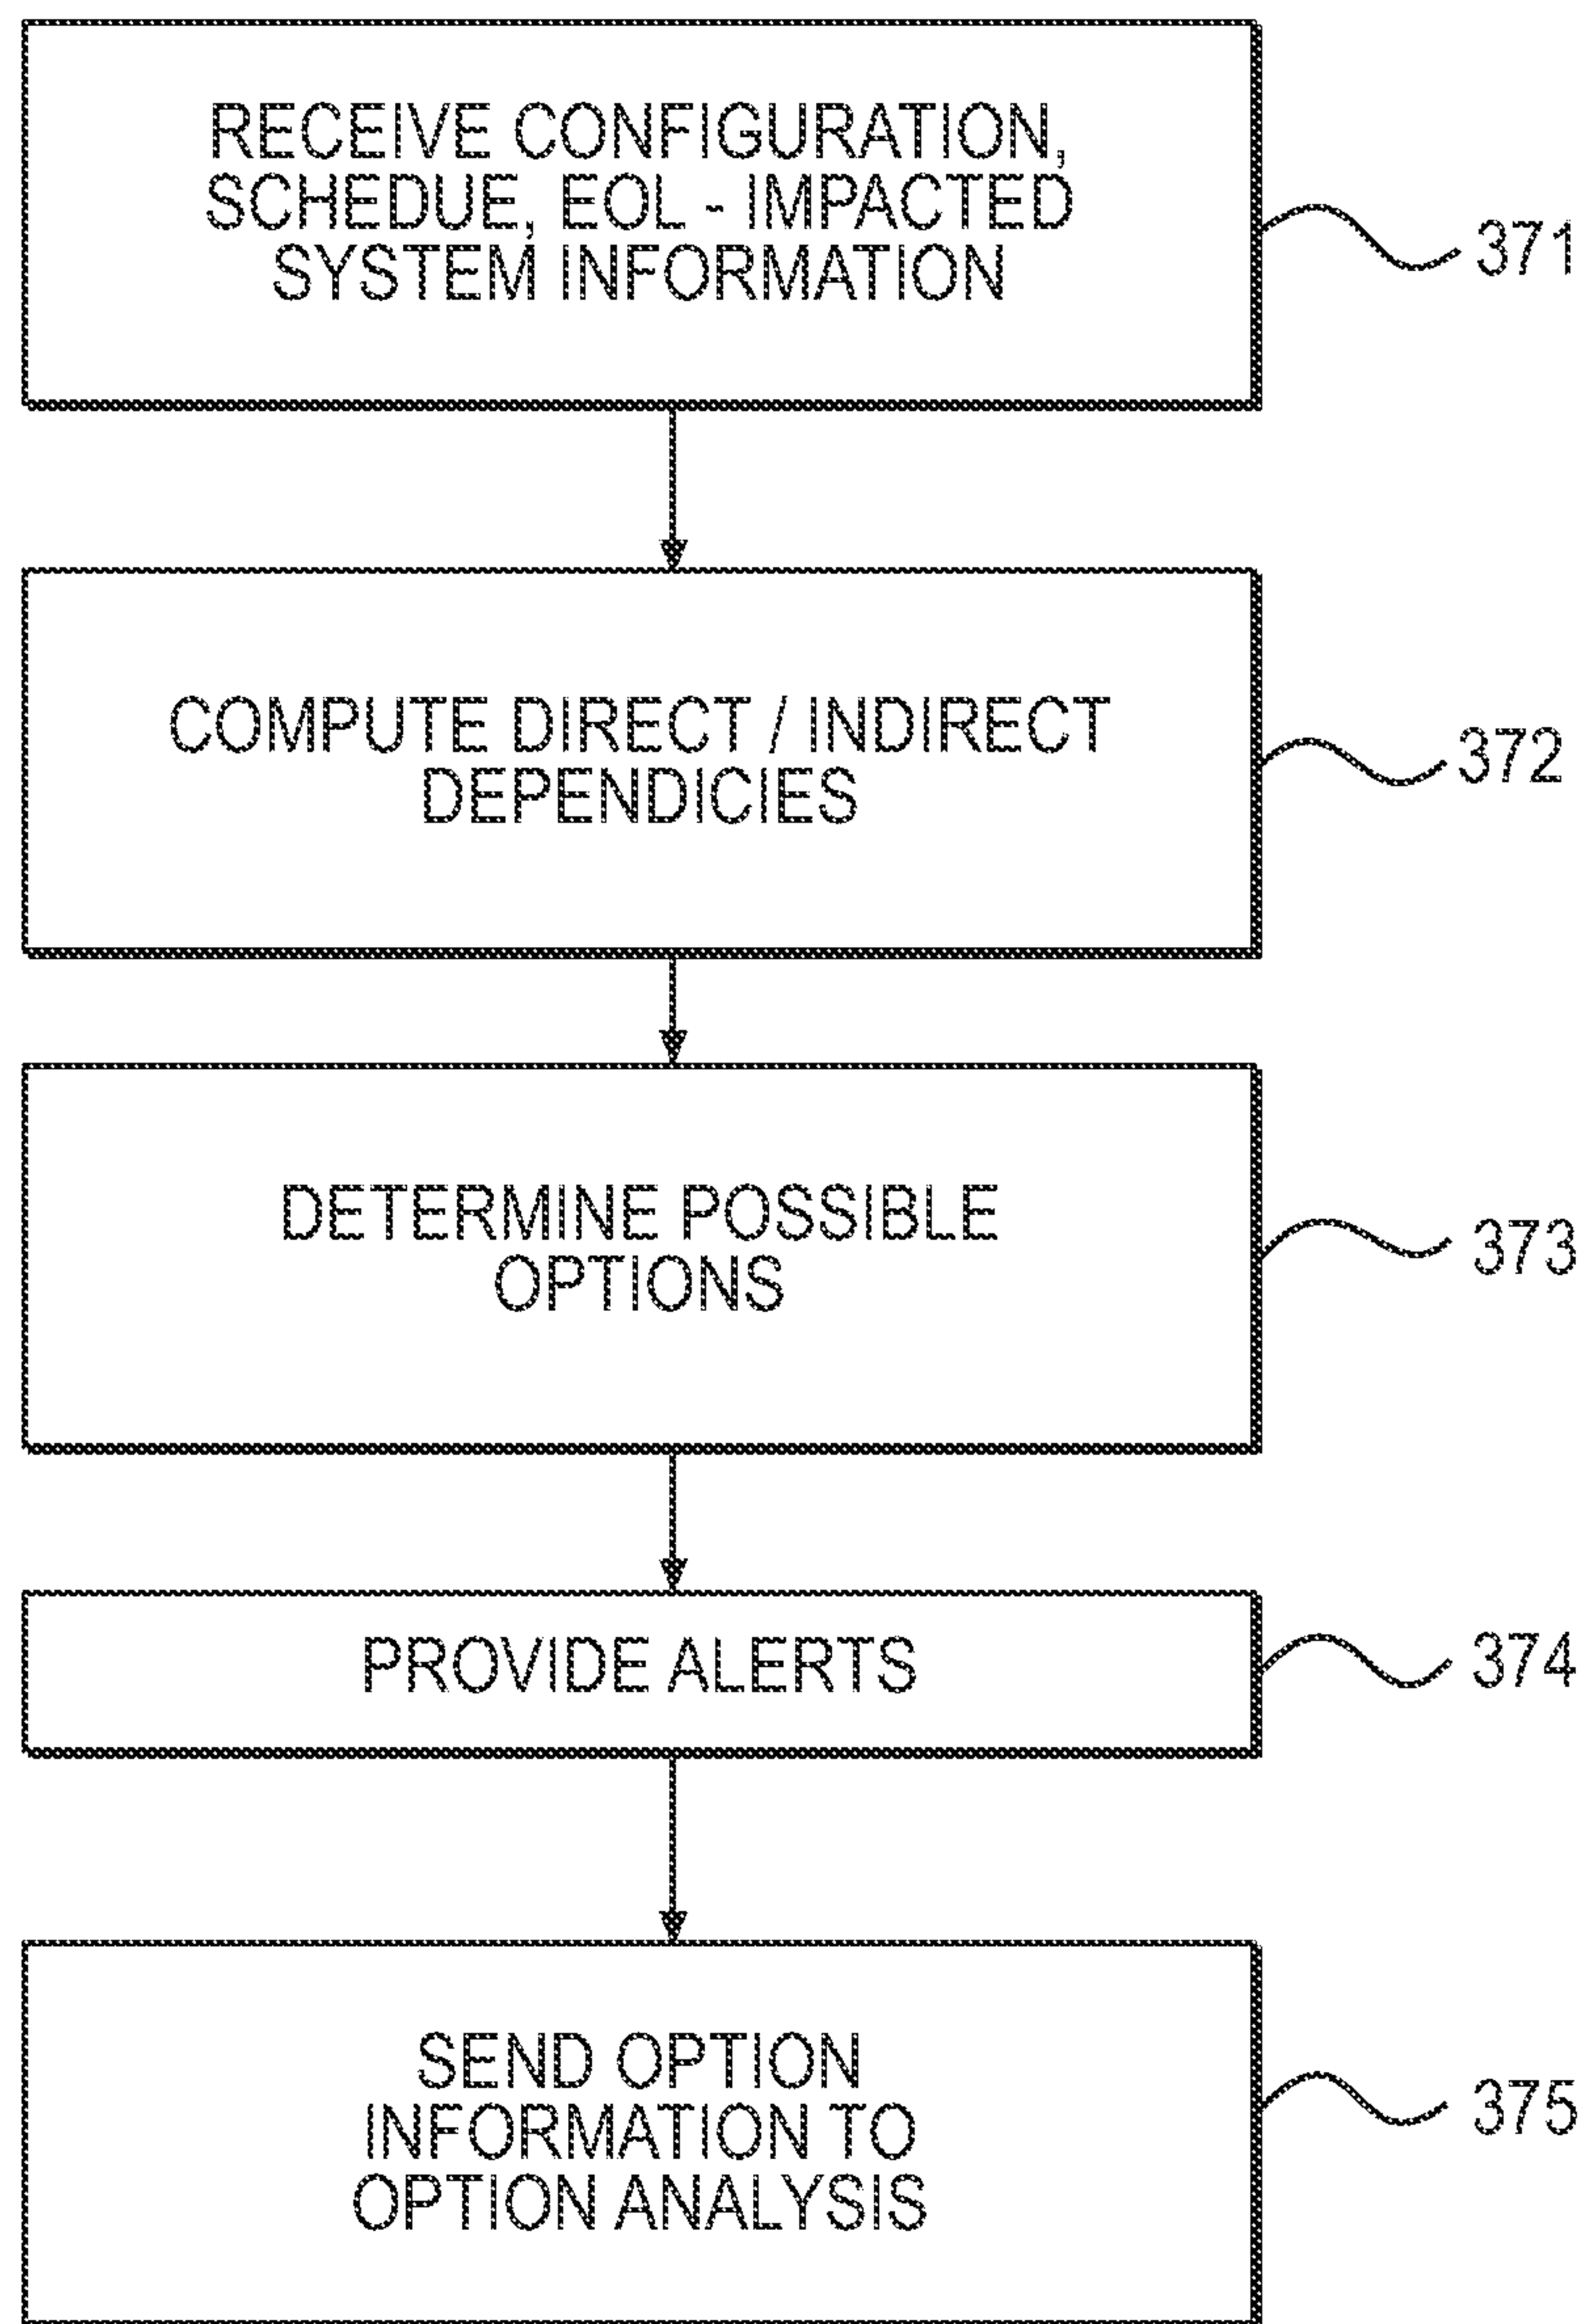 RECEIVE CONFIGURATION,
SCHEDUE, EOL - IMPACTED
SYSTEM INFORMATION
371
COMPUTE DIRECT / INDIRECT
DEPENDICIES
372
DETERMINE POSSIBLE
OPTIONS
373
PROVIDE ALERTS
374
SEND OPTION
INFORMATION TO
OPTION ANALYSIS
375